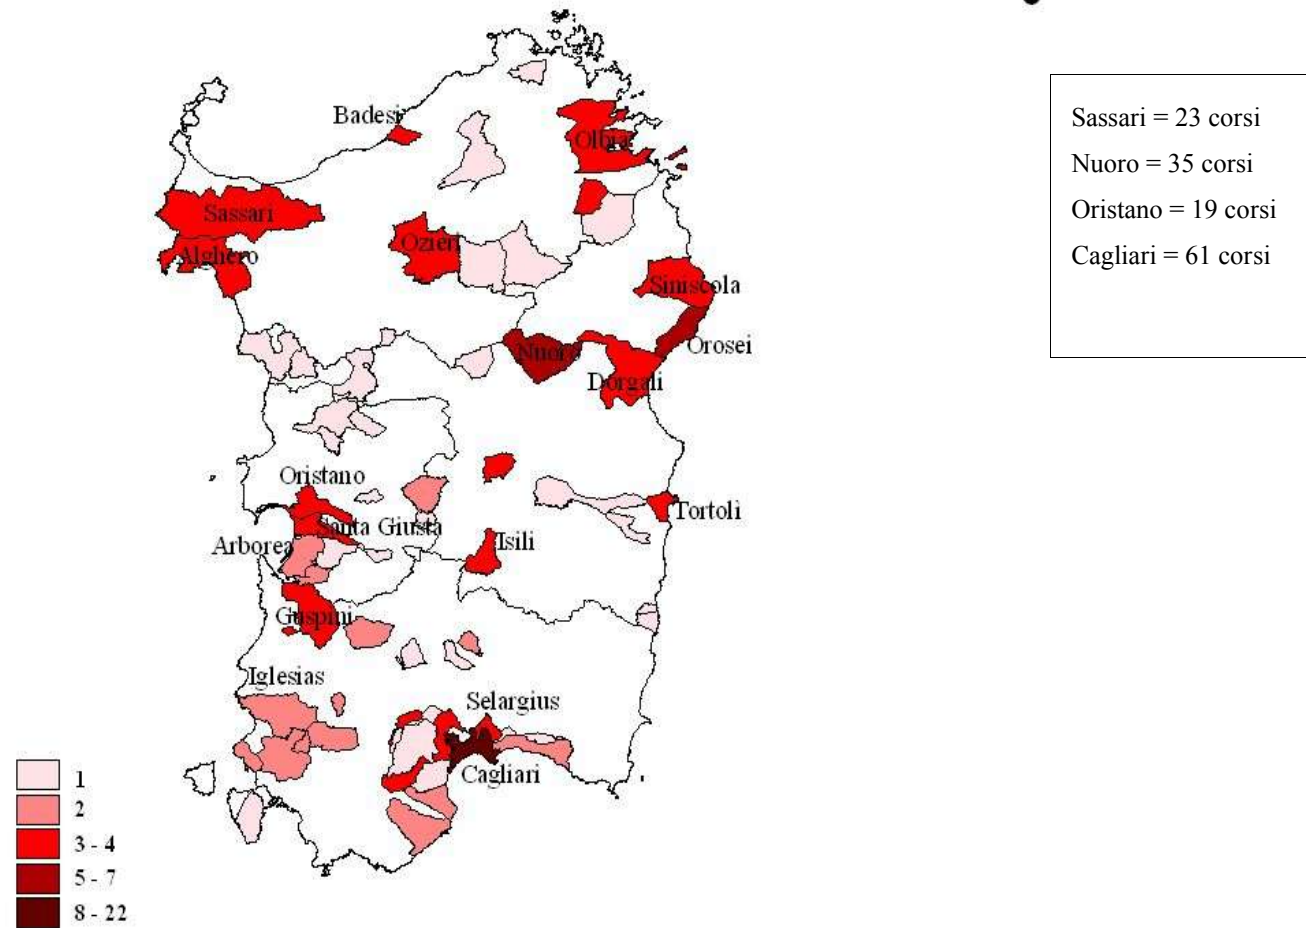 Sassari = 23 corsi
Nuoro = 35 corsi
Oristano = 19 corsi
Cagliari = 61 corsi
Badesi
Olbia
Sassari
Alghero
Ozieri
Siniscola
Orosei
Nuoro
Dorgali
Oristano
Santa Giusta
Tortolì
Arborea
Isili
Guspini
Iglesias
Selargius
Cagliari
1
2
3 - 4
5 - 7
8 - 22